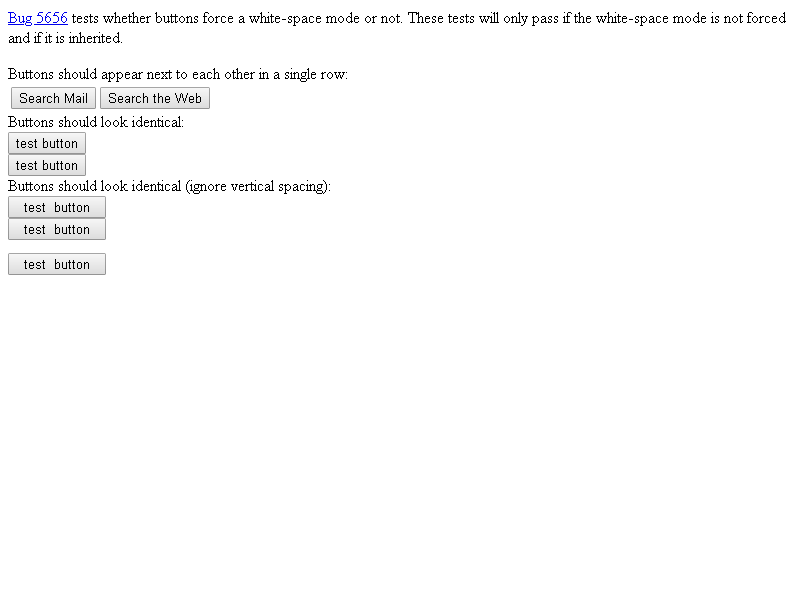 Bug 5656 tests whether buttons force a white-space mode or not. These tests will only pass if the white-space mode is not forced
and if it is inherited.
Buttons should appear next to each other in a single row:
Search Mail Search the Web
Buttons should look identical:
test button
test button
Buttons should look identical (ignore vertical spacing):
test  button
test  button
test  button